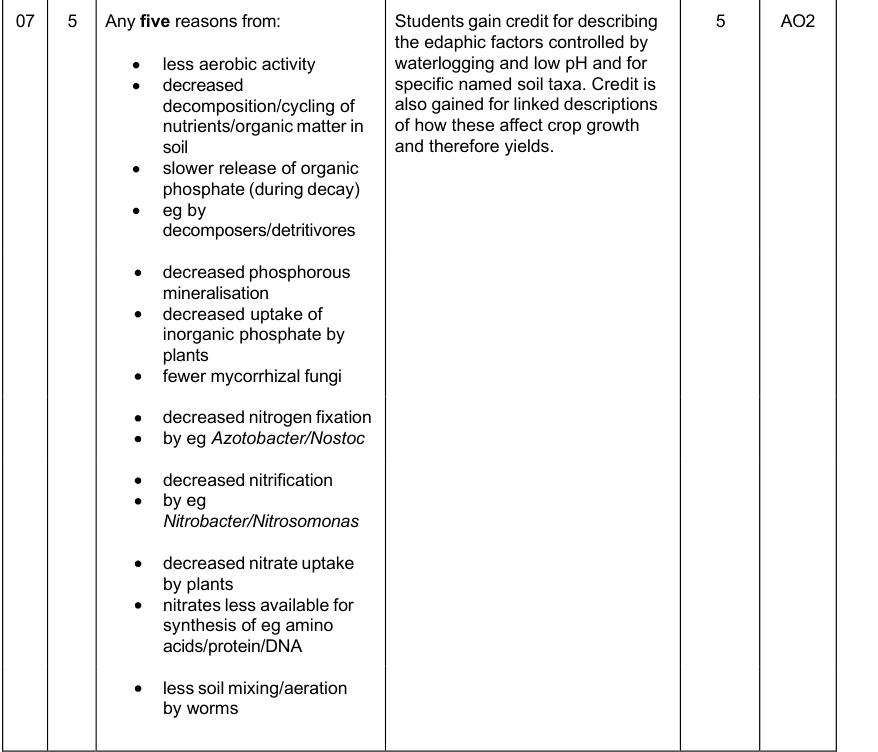 07
5
Any five reasons from:
• less aerobic activity
• decreased
decomposition/cycling of
nutrients/organic matter in
soil
• slower release of organic
phosphate (during decay)
• eg by
decomposers/detritivores
• decreased phosphorous
mineralisation
• decreased uptake of
inorganic phosphate by
plants
• fewer mycorrhizal fungi
• decreased nitrogen fixation
• by eg Azotobacter/Nostoc
• decreased nitrification
• by eg
Nitrobacter/Nitrosomonas
• decreased nitrate uptake
by plants
• nitrates less available for
synthesis of eg amino
acids/protein/DNA
• less soil mixing/aeration
by worms
Students gain credit for describing
the edaphic factors controlled by
waterlogging and low pH and for
specific named soil taxa. Credit is
also gained for linked descriptions
of how these affect crop growth
and therefore yields.
5
AO2